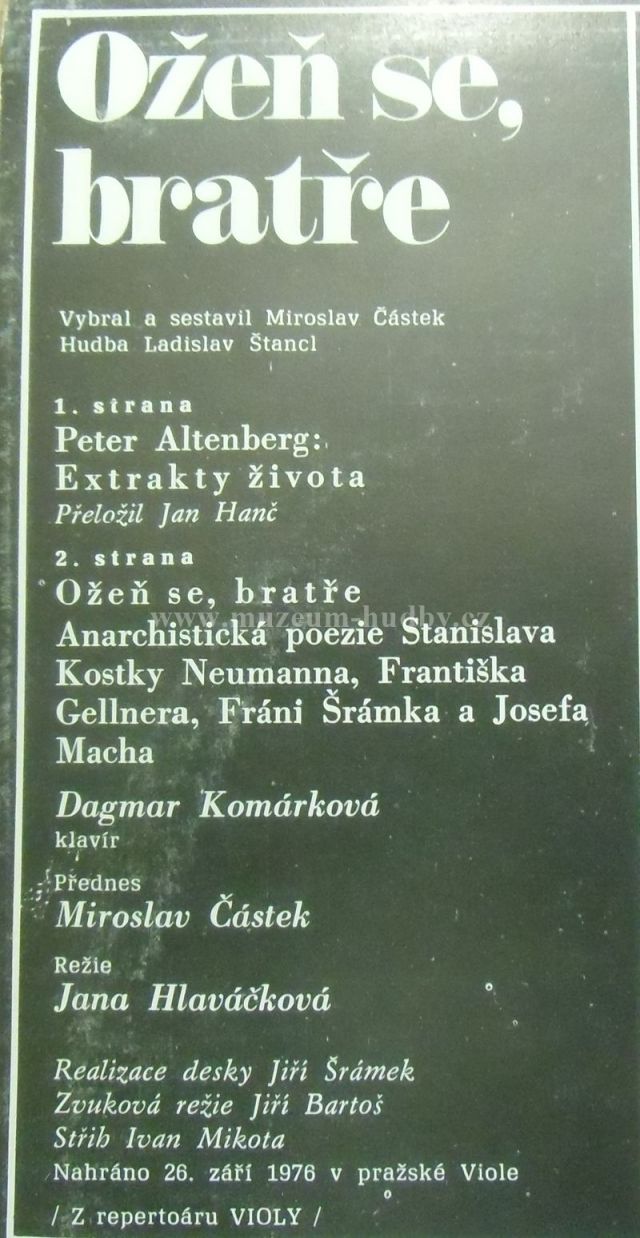 Ožeň se,
bratře
Vybral a sestavil Miroslav Částek
Hudba Ladislav Štancl
1. strana
Peter Altenberg:
Extrakty života
Přeložil Jan Hanč
2. strana
Ožeň se, bratře
www.muzeum-hudby.cz
Anarchistická poezie Stanislava
Kostky Neumanna, Františka
Gellnera, Fráni Šrámka a Josefa
Macha
Dagmar Komárková
klavír
Přednes
Miroslav Částek
Režie
Jana Hlaváčková
Realizace desky Jiří Šrámek
Zvuková režie Jiří Bartoš
Střih Ivan Mikota
Nahráno 26. září 1976 v pražské Viole
/ Z repertoáru VIOLY /